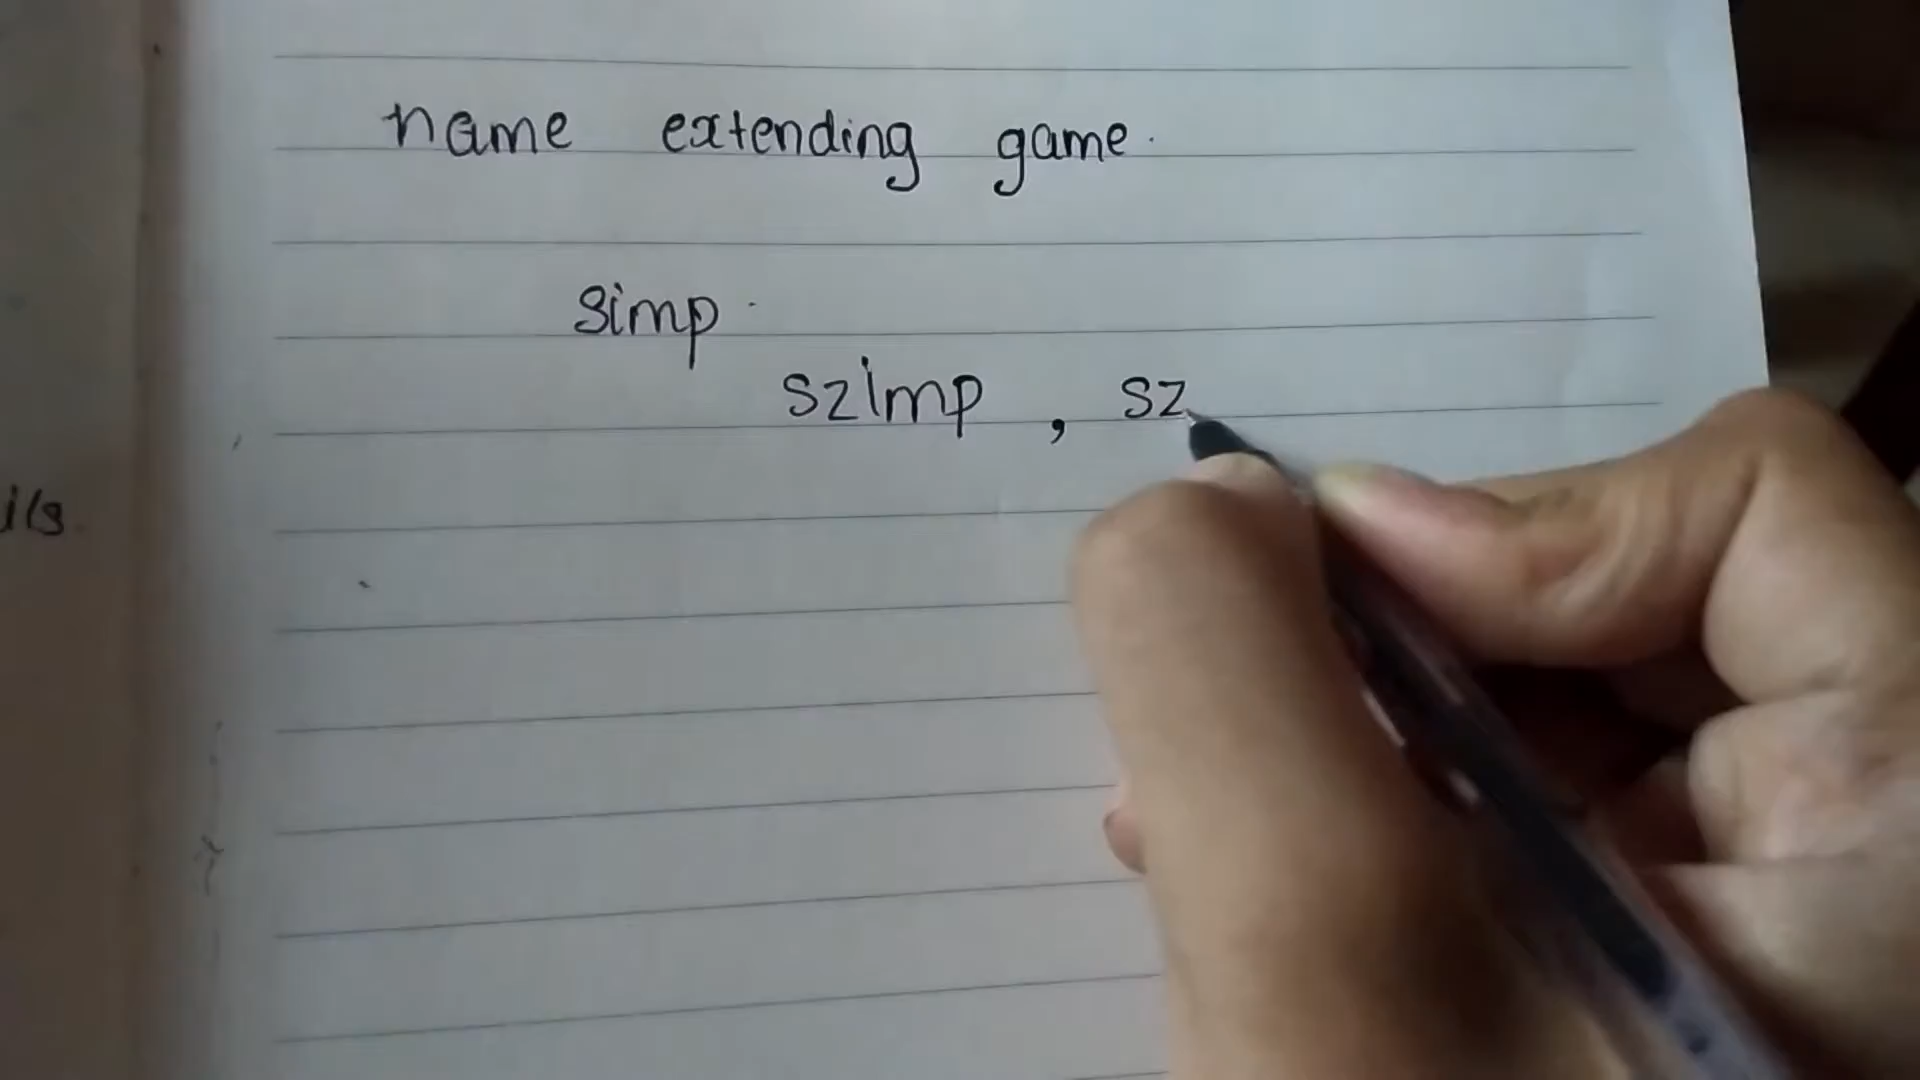 name extending game.
simp.
szimp, sz
i/s